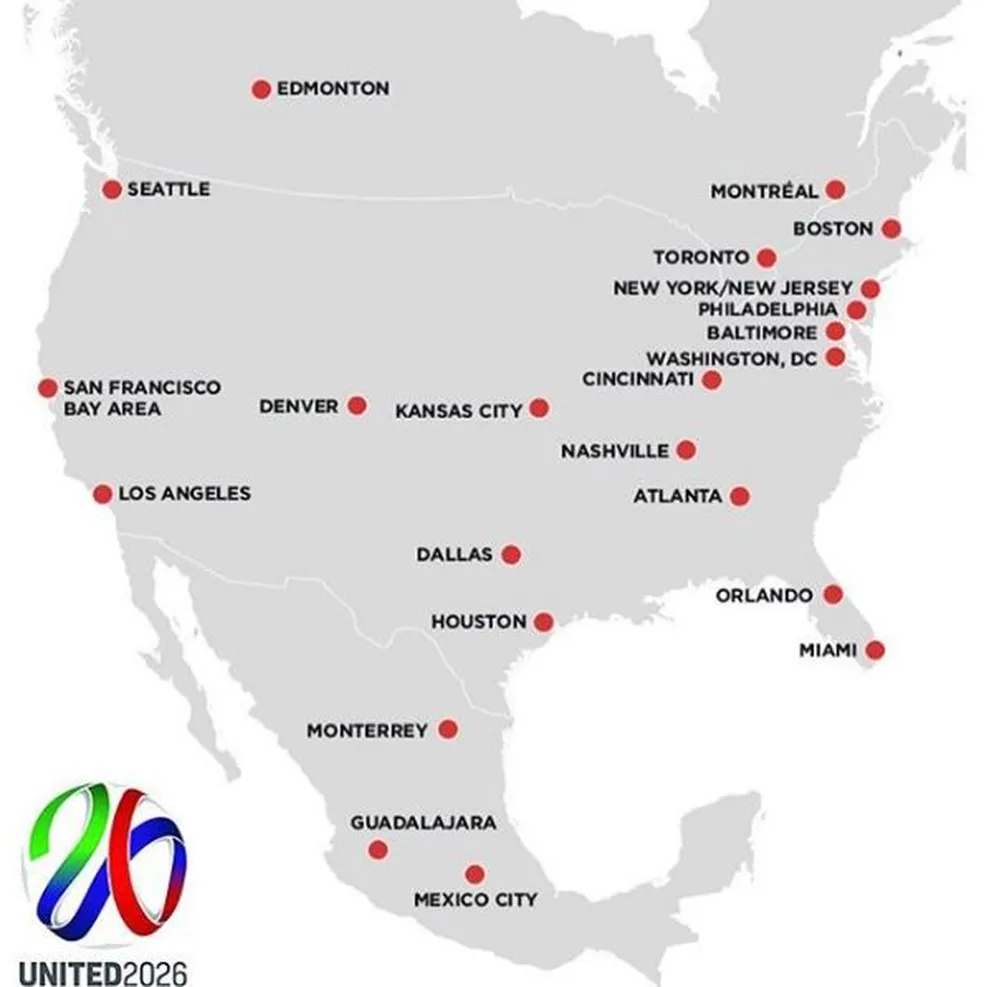 EDMONTON
SEATTLE
MONTRÉAL
BOSTON
TORONTO
NEW YORK/NEW JERSEY
PHILADELPHIA
BALTIMORE
WASHINGTON, DC
CINCINNATI
SAN FRANCISCO
BAY AREA
DENVER
KANSAS CITY
NASHVILLE
LOS ANGELES
ATLANTA
DALLAS
ORLANDO
HOUSTON
MIAMI
MONTERREY
GUADALAJARA
MEXICO CITY
26
UNITED2026